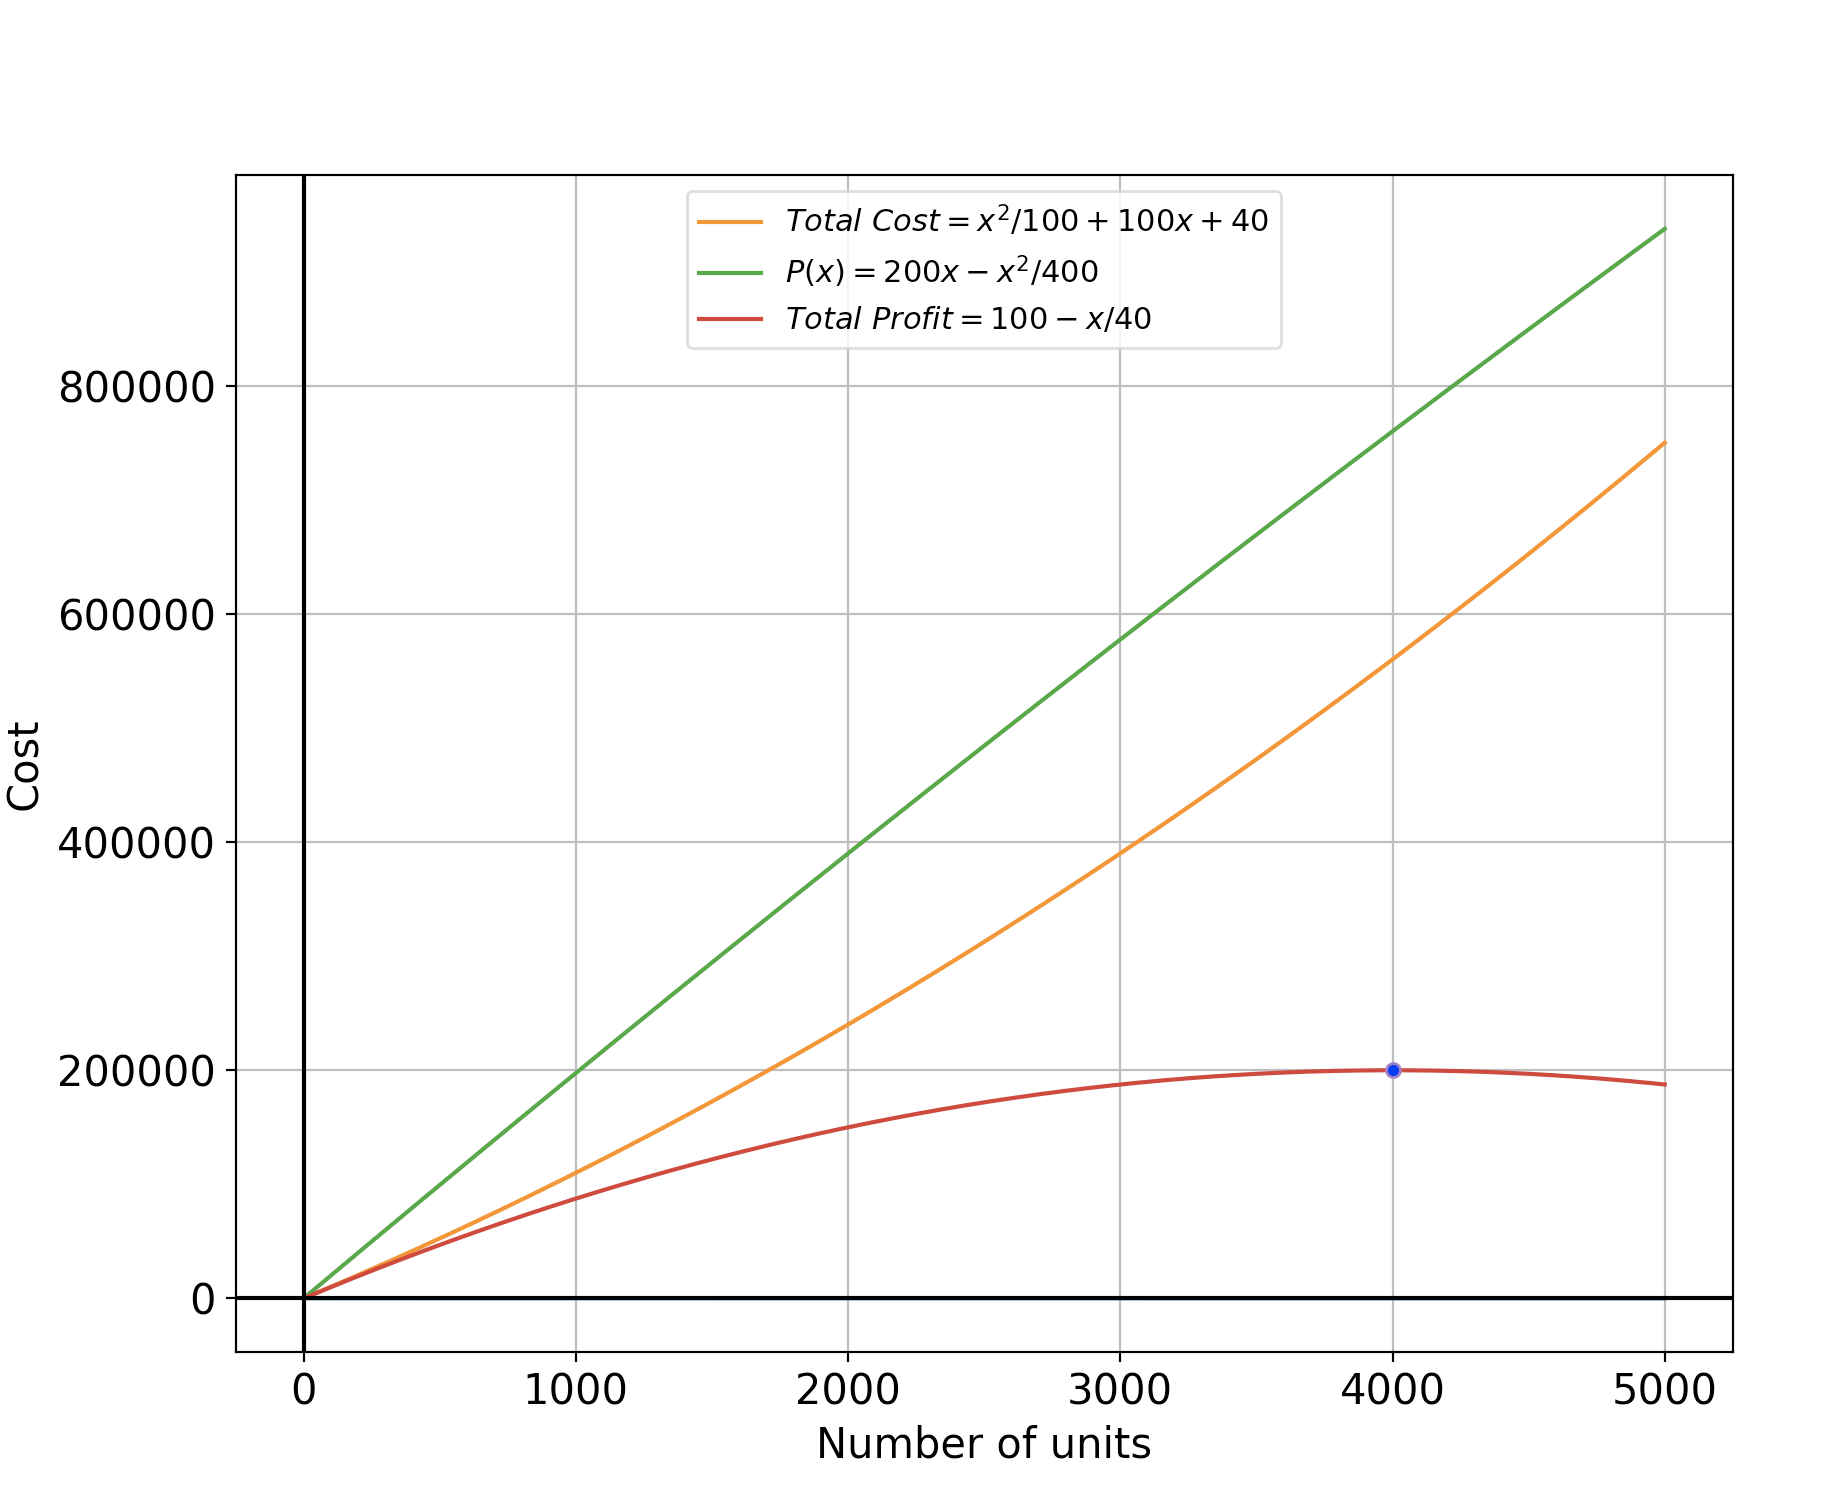 Total Cost = x²/100 + 100x + 40
P(x) = 200x − x²/400
Total Profit = 100 − x/40
800000
600000
400000
200000
0
Cost
0 1000 2000 3000 4000 5000
Number of units